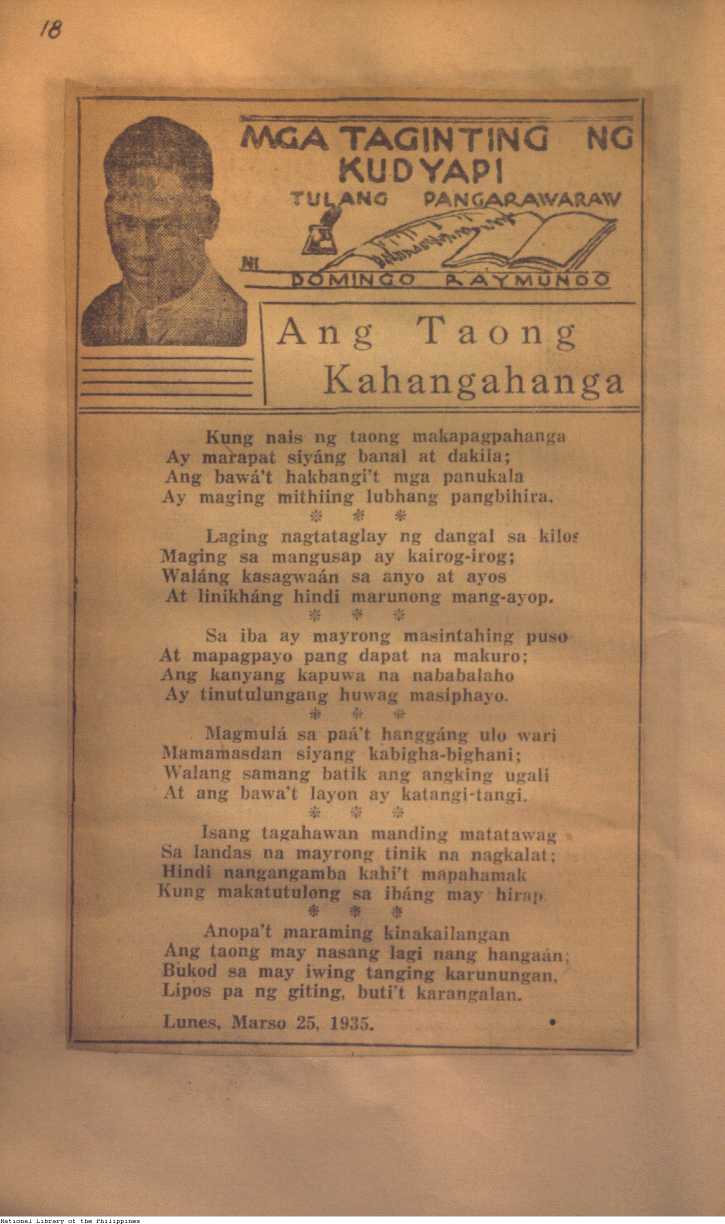 18
MGA TAGINTING NG
KUDYAPI
TULANG PANGARAWARAW
NI
DOMINGO RAYMUNDO
Ang Taong
Kahangahanga
Kung nais ng taong makapagpahanga
Ay marapat siyáng banal at dakila;
Ang bawá't hakbangi't mga panukala
Ay maging mithiing lubhang pangbihira.
* * *
Laging nagtataglay ng dangal sa kilos
Maging sa mangusap ay kairog-irog;
Waláng kasagwaán sa anyo at ayos
At linikháng hindi marunong mang-ayop.
* * *
Sa iba ay mayrong masintahing puso
At mapagpayo pang dapat na makuro;
Ang kanyang kapuwa na nababalaho
Ay tinutulungang huwag masiphayo.
* * *
Magmulá sa paá't hanggáng ulo wari
Mamamasdan siyang kabigha-bighani;
Walang samang batik ang angking ugali
At ang bawa't layon ay katangi-tangi.
* * *
Isang tagahawan manding matatawag
Sa landas na mayrong tinik na nagkalat;
Hindi nangangamba kahi't mapahamak
Kung makatutulong sa ibáng may hirap
* * *
Anopa't maraming kinakailangan
Ang taong may nasang lagi nang hangaán;
Bukod sa may iwing tanging karunungan,
Lipos pa ng giting, buti't karangalan.
Lunes, Marso 25, 1935.
National Library of the Philippines